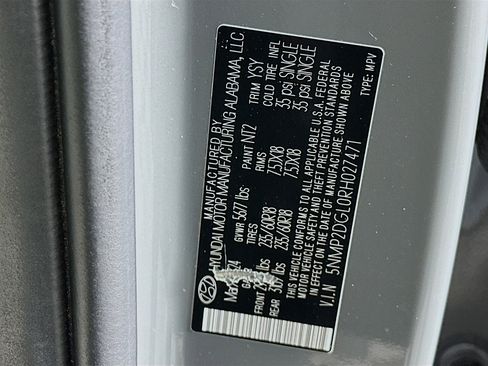 MANUFACTURED BY
HYUNDAI MOTOR MANUFACTURING ALABAMA, LLC
GVWR 5677 lbs PAINT NT2 TRIM YSY
TIRES RIMS COLD TIRE INFL
FRONT lbs 235/60R18 7.5JX18 35 psi SINGLE
REAR lbs 235/60R18 7.5JX18 35 psi SINGLE
THIS VEHICLE CONFORMS TO ALL APPLICABLE U.S.A. FEDERAL
MOTOR VEHICLE SAFETY AND THEFT PREVENTION STANDARDS
IN EFFECT ON THE DATE OF MANUFACTURE SHOWN ABOVE
V.I.N 5NMP2DGL0RH027471 TYPE: MPV